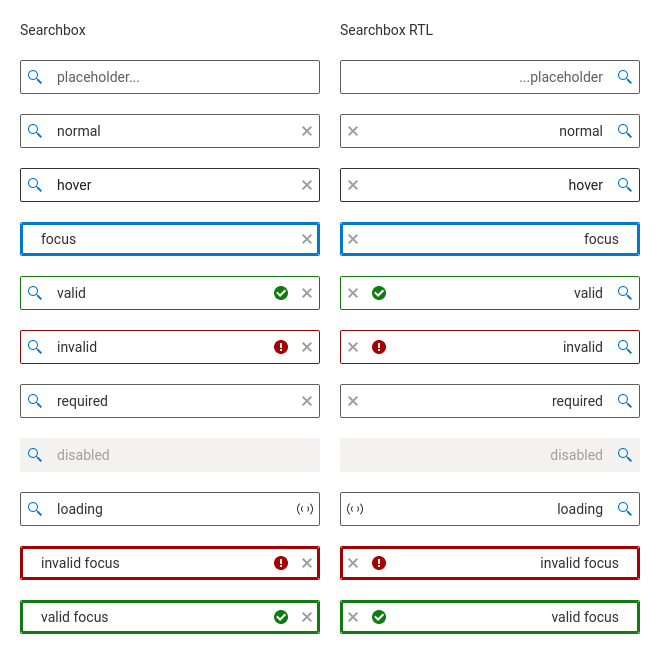 Searchbox
Searchbox RTL
placeholder...
...placeholder
normal
normal
hover
hover
focus
focus
valid
valid
invalid
invalid
required
required
disabled
disabled
loading
loading
invalid focus
invalid focus
valid focus
valid focus